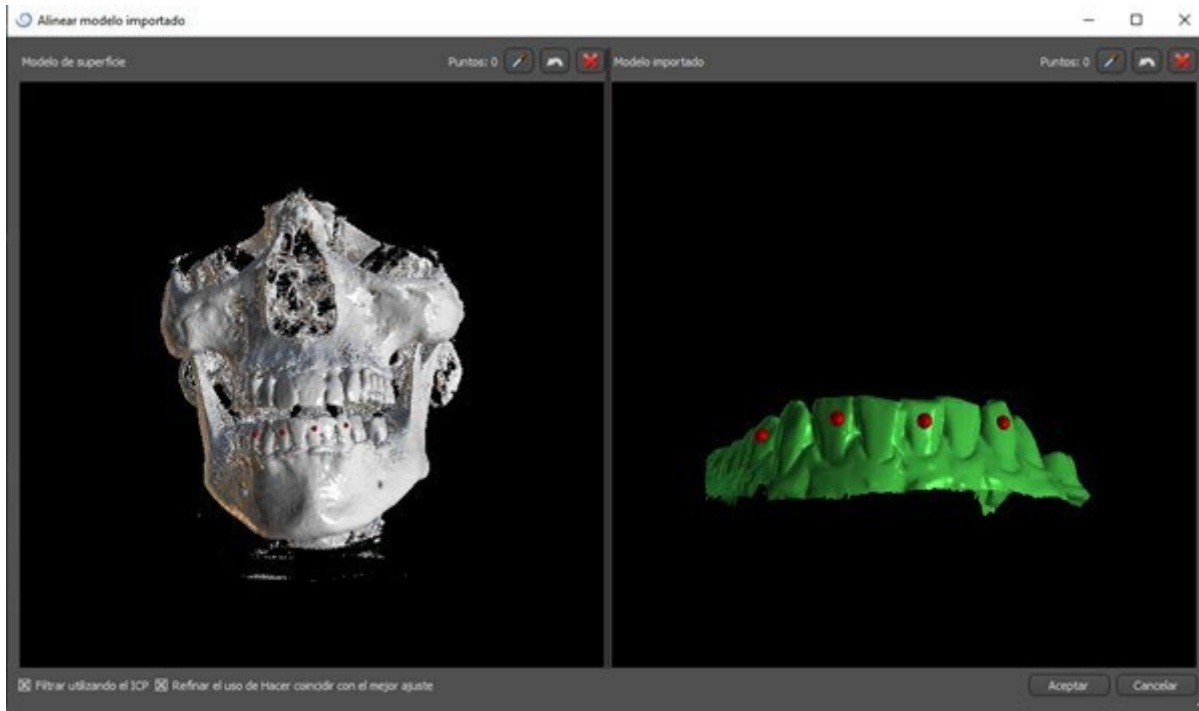 Alinear modelo importado
Modelo de superficie
Puntos: 0
Modelo importado
Puntos: 0
Filtrar utilizando el ICP
Refinar el uso de Hacer coincidir con el mejor ajuste
Aceptar
Cancelar